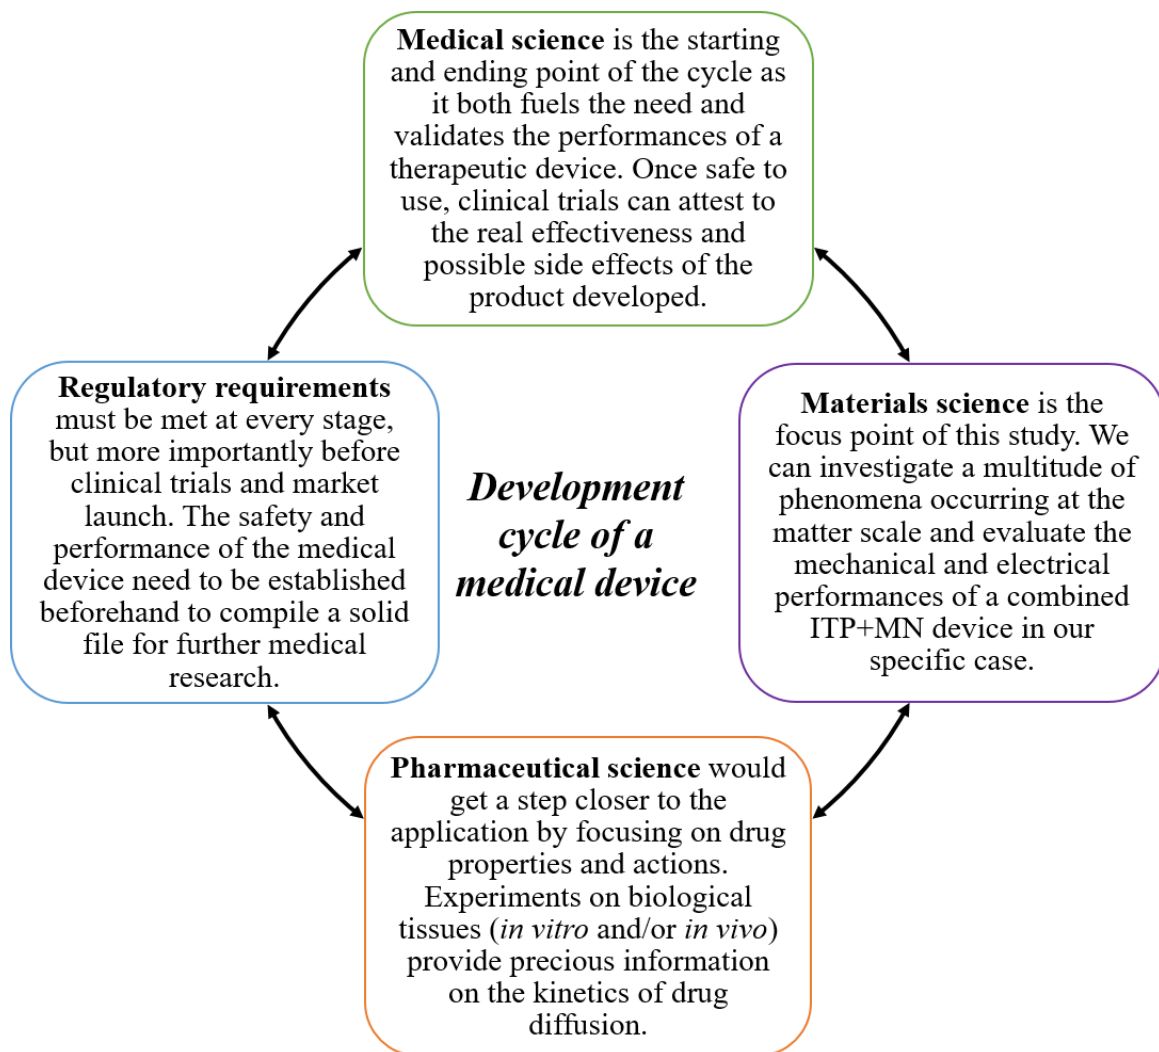 Medical science is the starting
and ending point of the cycle as
it both fuels the need and
validates the performances of a
therapeutic device. Once safe to
use, clinical trials can attest to
the real effectiveness and
possible side effects of the
product developed.
Regulatory requirements
must be met at every stage,
but more importantly before
clinical trials and market
launch. The safety and
performance of the medical
device need to be established
beforehand to compile a solid
file for further medical
research.
Development
cycle of a
medical device
Materials science is the
focus point of this study. We
can investigate a multitude of
phenomena occurring at the
matter scale and evaluate the
mechanical and electrical
performances of a combined
ITP+MN device in our
specific case.
Pharmaceutical science would
get a step closer to the
application by focusing on drug
properties and actions.
Experiments on biological
tissues (in vitro and/or in vivo)
provide precious information
on the kinetics of drug
diffusion.